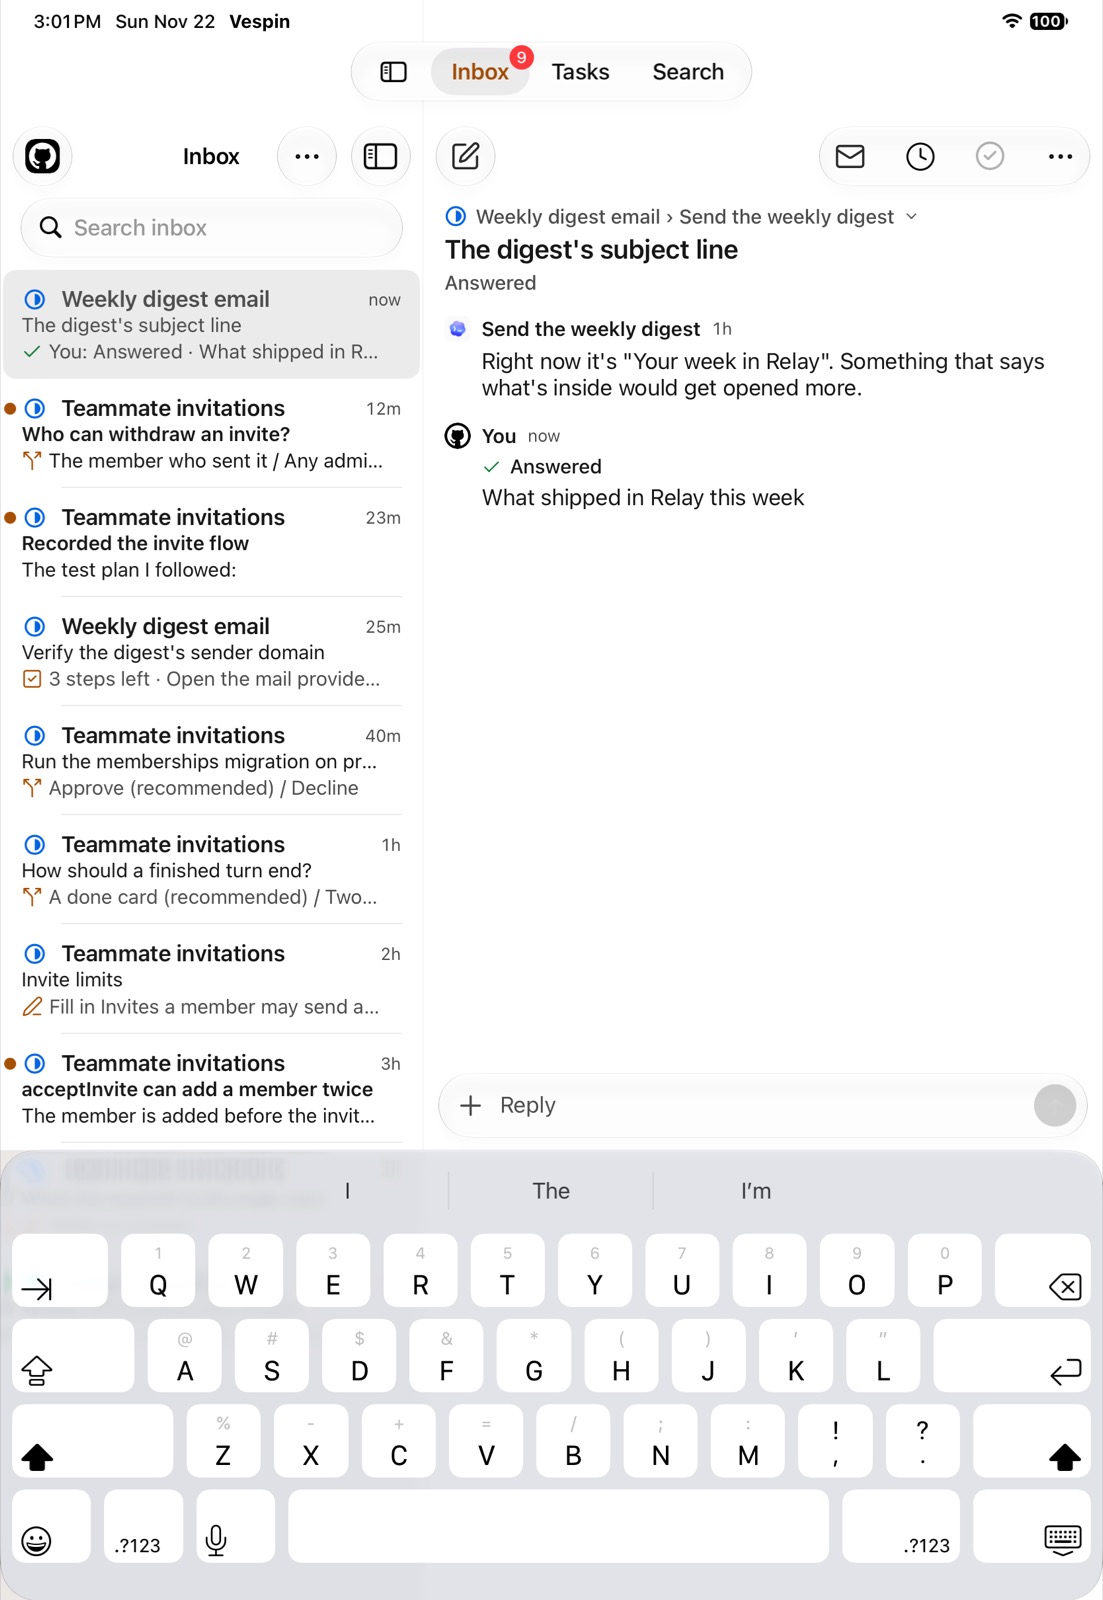 3:01 PM Sun Nov 22 Vespin
100
Inbox 9 Tasks Search
Inbox
Search inbox
Weekly digest email now
The digest's subject line
You: Answered · What shipped in R...
Teammate invitations 12m
Who can withdraw an invite?
The member who sent it / Any admi...
Teammate invitations 23m
Recorded the invite flow
The test plan I followed:
Weekly digest email 25m
Verify the digest's sender domain
3 steps left · Open the mail provide...
Teammate invitations 40m
Run the memberships migration on pr...
Approve (recommended) / Decline
Teammate invitations 1h
How should a finished turn end?
A done card (recommended) / Two...
Teammate invitations 2h
Invite limits
Fill in Invites a member may send a...
Teammate invitations 3h
acceptInvite can add a member twice
The member is added before the invit...
Weekly digest email › Send the weekly digest
The digest's subject line
Answered
Send the weekly digest 1h
Right now it's "Your week in Relay". Something that says
what's inside would get opened more.
You now
Answered
What shipped in Relay this week
Reply
I The I'm
1 2 3 4 5 6 7 8 9 0
Q W E R T Y U I O P
@ # $ & * ( ) ' "
A S D F G H J K L
% - + = / ; : ! ?
Z X C V B N M , .
.?123 .?123